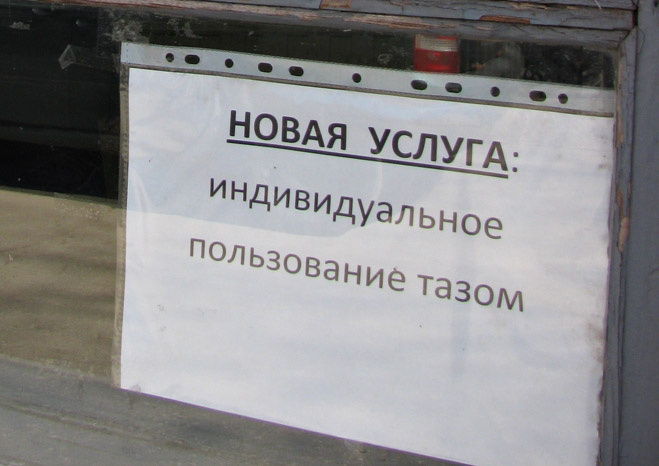 НОВАЯ УСЛУГА:
индивидуальное
пользование тазом